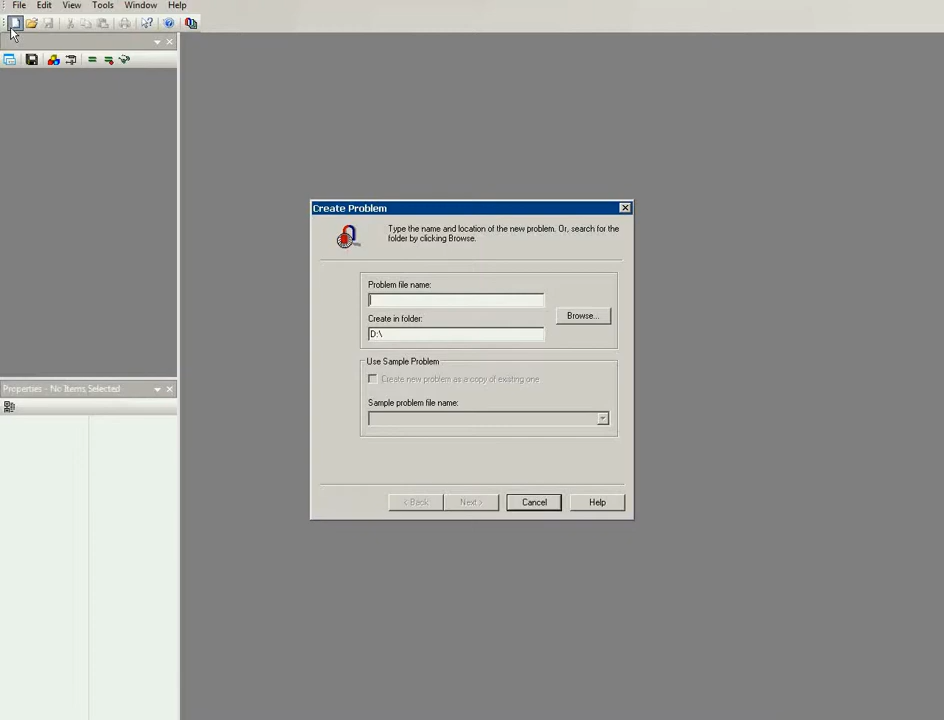 File Edit View Tools Window Help
Properties - No Items Selected
Create Problem
Type the name and location of the new problem. Or, search for the
folder by clicking Browse.
Problem file name:
Browse...
Create in folder:
D:\
Use Sample Problem
Create new problem as a copy of existing one
Sample problem file name:
< Back Next > Cancel Help